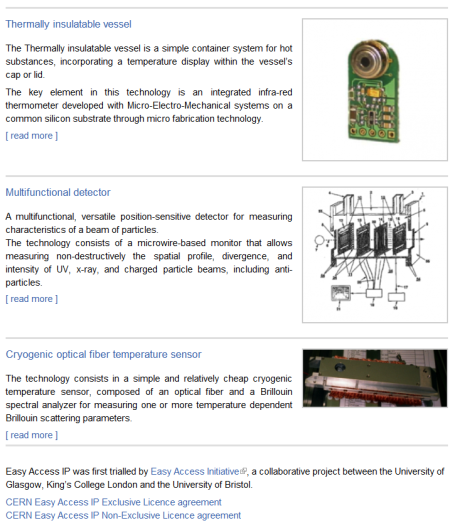 Thermally insulatable vessel
The Thermally insulatable vessel is a simple container system for hot
substances, incorporating a temperature display within the vessel's
cap or lid.
The key element in this technology is an integrated infra-red
thermometer developed with Micro-Electro-Mechanical systems on a
common silicon substrate through micro fabrication technology.
[ read more ]
Multifunctional detector
A multifunctional, versatile position-sensitive detector for measuring
characteristics of a beam of particles.
The technology consists of a microwire-based monitor that allows
measuring non-destructively the spatial profile, divergence, and
intensity of UV, x-ray, and charged particle beams, including anti-
particles.
[ read more ]
Cryogenic optical fiber temperature sensor
The technology consists in a simple and relatively cheap cryogenic
temperature sensor, composed of an optical fiber and a Brillouin
spectral analyzer for measuring one or more temperature dependent
Brillouin scattering parameters.
[ read more ]
Easy Access IP was first trialled by Easy Access Initiative, a collaborative project between the University of
Glasgow, King's College London and the University of Bristol.
CERN Easy Access IP Exclusive Licence agreement
CERN Easy Access IP Non-Exclusive Licence agreement